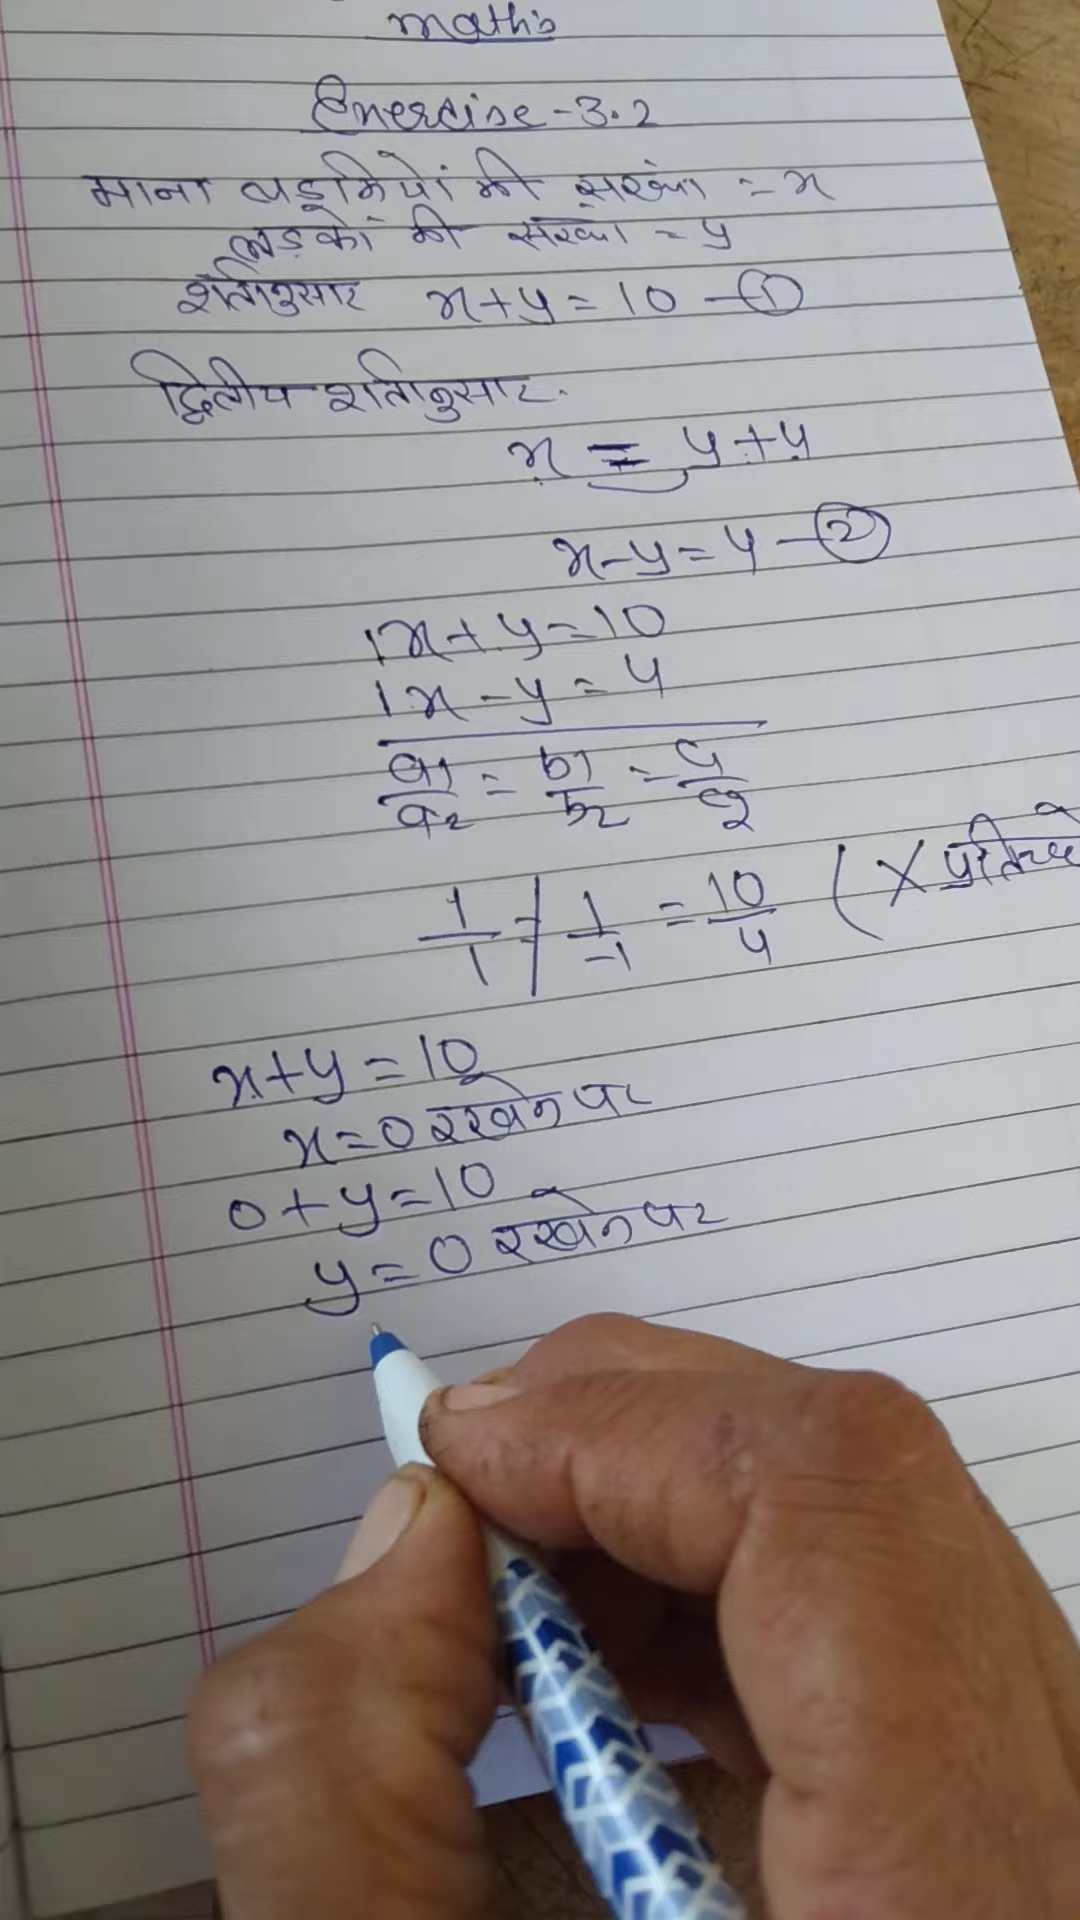 maths
Exercise-3.2
माना लड़कियों की संख्या = x
लड़कों की संख्या = y
शर्तानुसार x+y=10 —①
द्वितीय शर्तानुसार.
x = y+4
x-y=4 —②
1x+y=10
1x-y=4
a1/a2 = b1/b2 = c1/c2
1/1 ≠ 1/-1 = 10/4 ( X
x+y=10
x=0 रखने पर
0+y=10
y=0 रखने पर